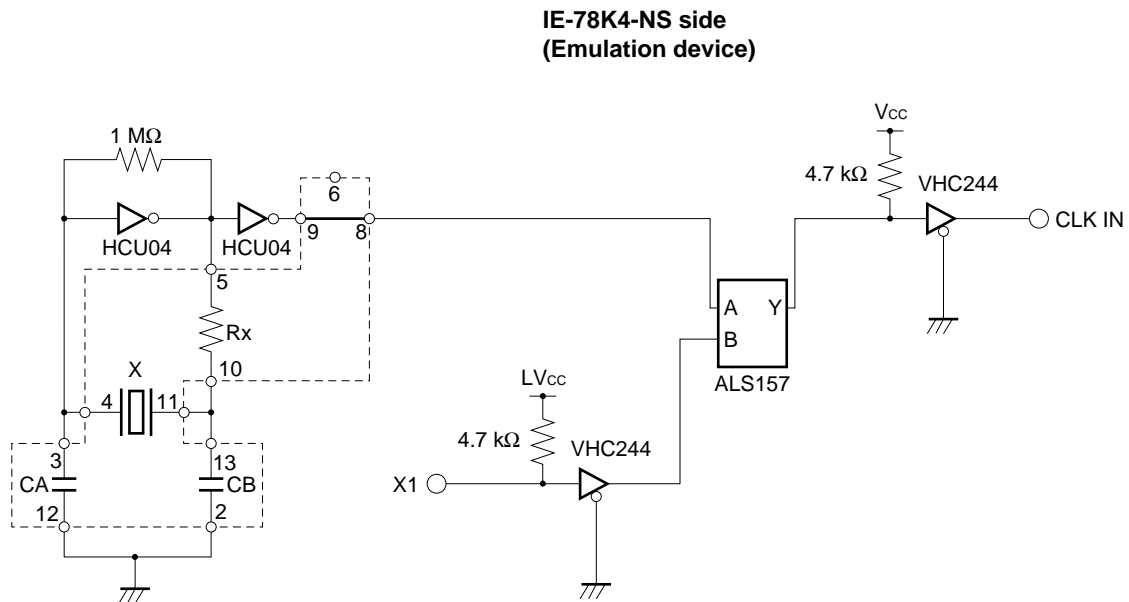 IE-78K4-NS side
(Emulation device)
VCC
1 MΩ
4.7 kΩ
VHC244
6
HCU04
HCU04
9
8
CLK IN
5
A
Y
B
Rx
ALS157
X
10
LVCC
4
11
4.7 kΩ
VHC244
3
13
CA
CB
X1
12
2